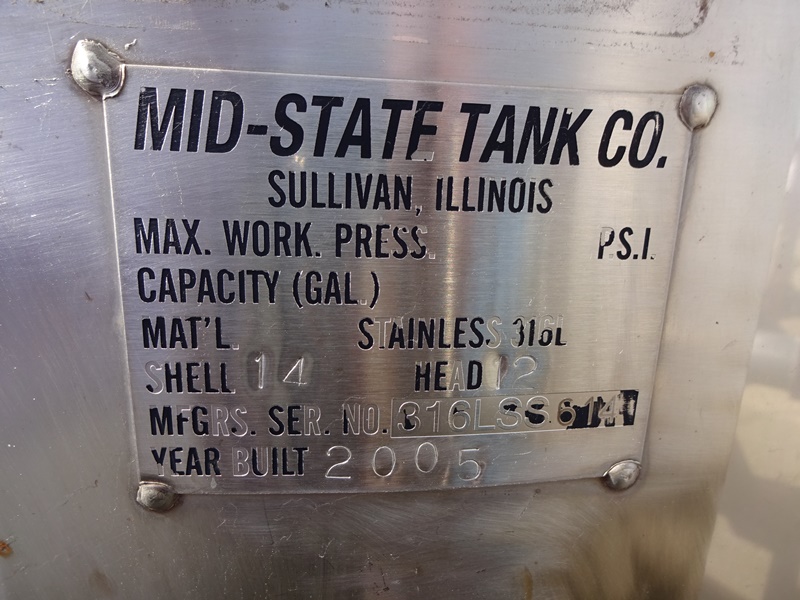 MID-STATE TANK CO.
SULLIVAN, ILLINOIS
MAX. WORK. PRESS. P.S.I.
CAPACITY (GAL.)
MAT'L. STAINLESS 316L
SHELL 14 HEAD 12
MFGRS. SER. NO. 316LSS614
YEAR BUILT 2005